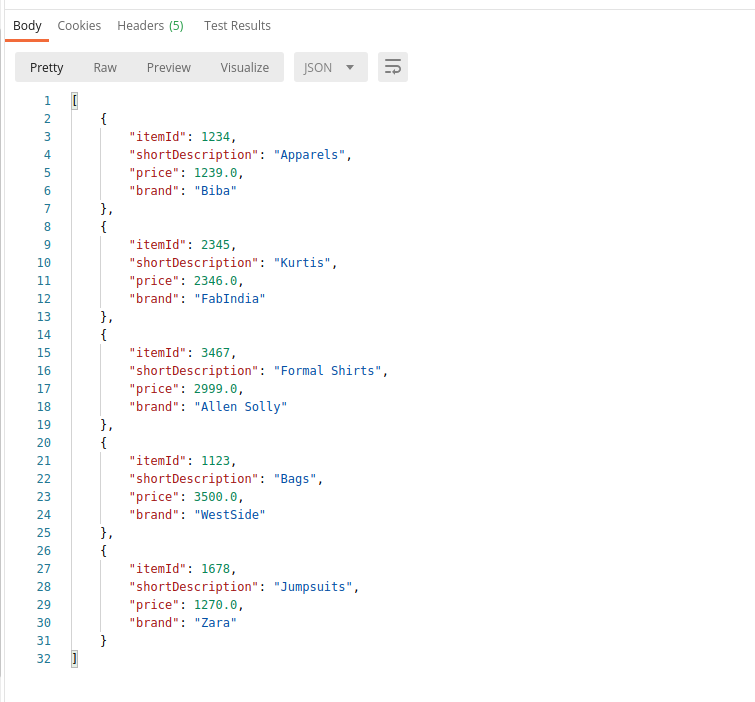 Body Cookies Headers (5) Test Results
Pretty Raw Preview Visualize JSON
1 [
2 {
3 "itemId": 1234,
4 "shortDescription": "Apparels",
5 "price": 1239.0,
6 "brand": "Biba"
7 },
8 {
9 "itemId": 2345,
10 "shortDescription": "Kurtis",
11 "price": 2346.0,
12 "brand": "FabIndia"
13 },
14 {
15 "itemId": 3467,
16 "shortDescription": "Formal Shirts",
17 "price": 2999.0,
18 "brand": "Allen Solly"
19 },
20 {
21 "itemId": 1123,
22 "shortDescription": "Bags",
23 "price": 3500.0,
24 "brand": "WestSide"
25 },
26 {
27 "itemId": 1678,
28 "shortDescription": "Jumpsuits",
29 "price": 1270.0,
30 "brand": "Zara"
31 }
32 ]